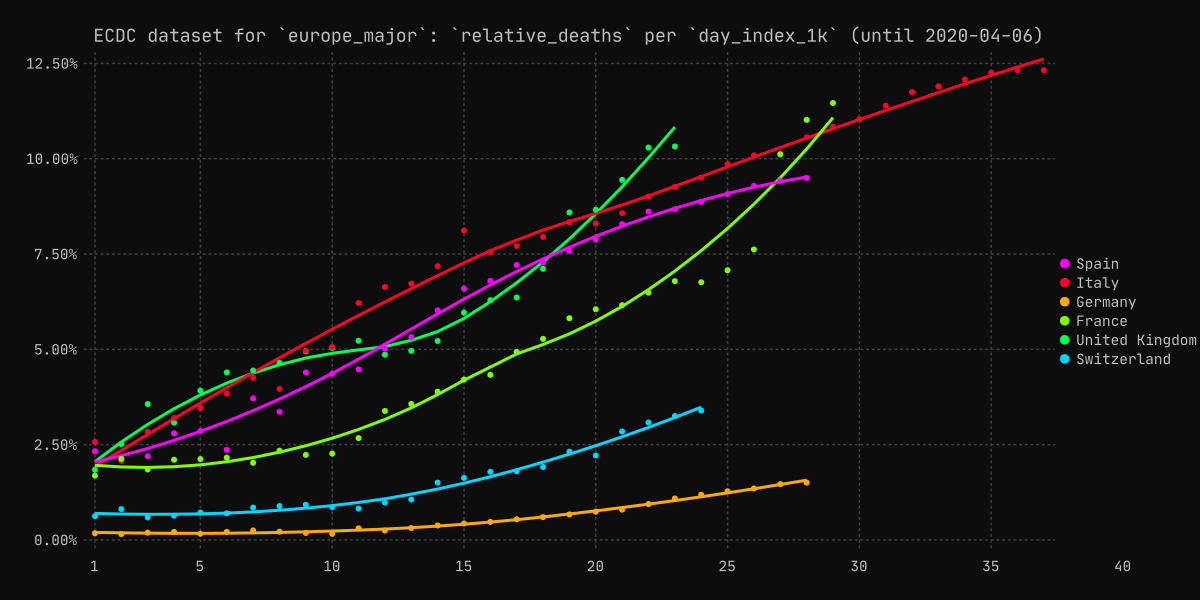 ECDC dataset for `europe_major`: `relative_deaths` per `day_index_1k` (until 2020-04-06)
12.50%
10.00%
7.50%
5.00%
2.50%
0.00%
1 5 10 15 20 25 30 35 40
Spain
Italy
Germany
France
United Kingdom
Switzerland